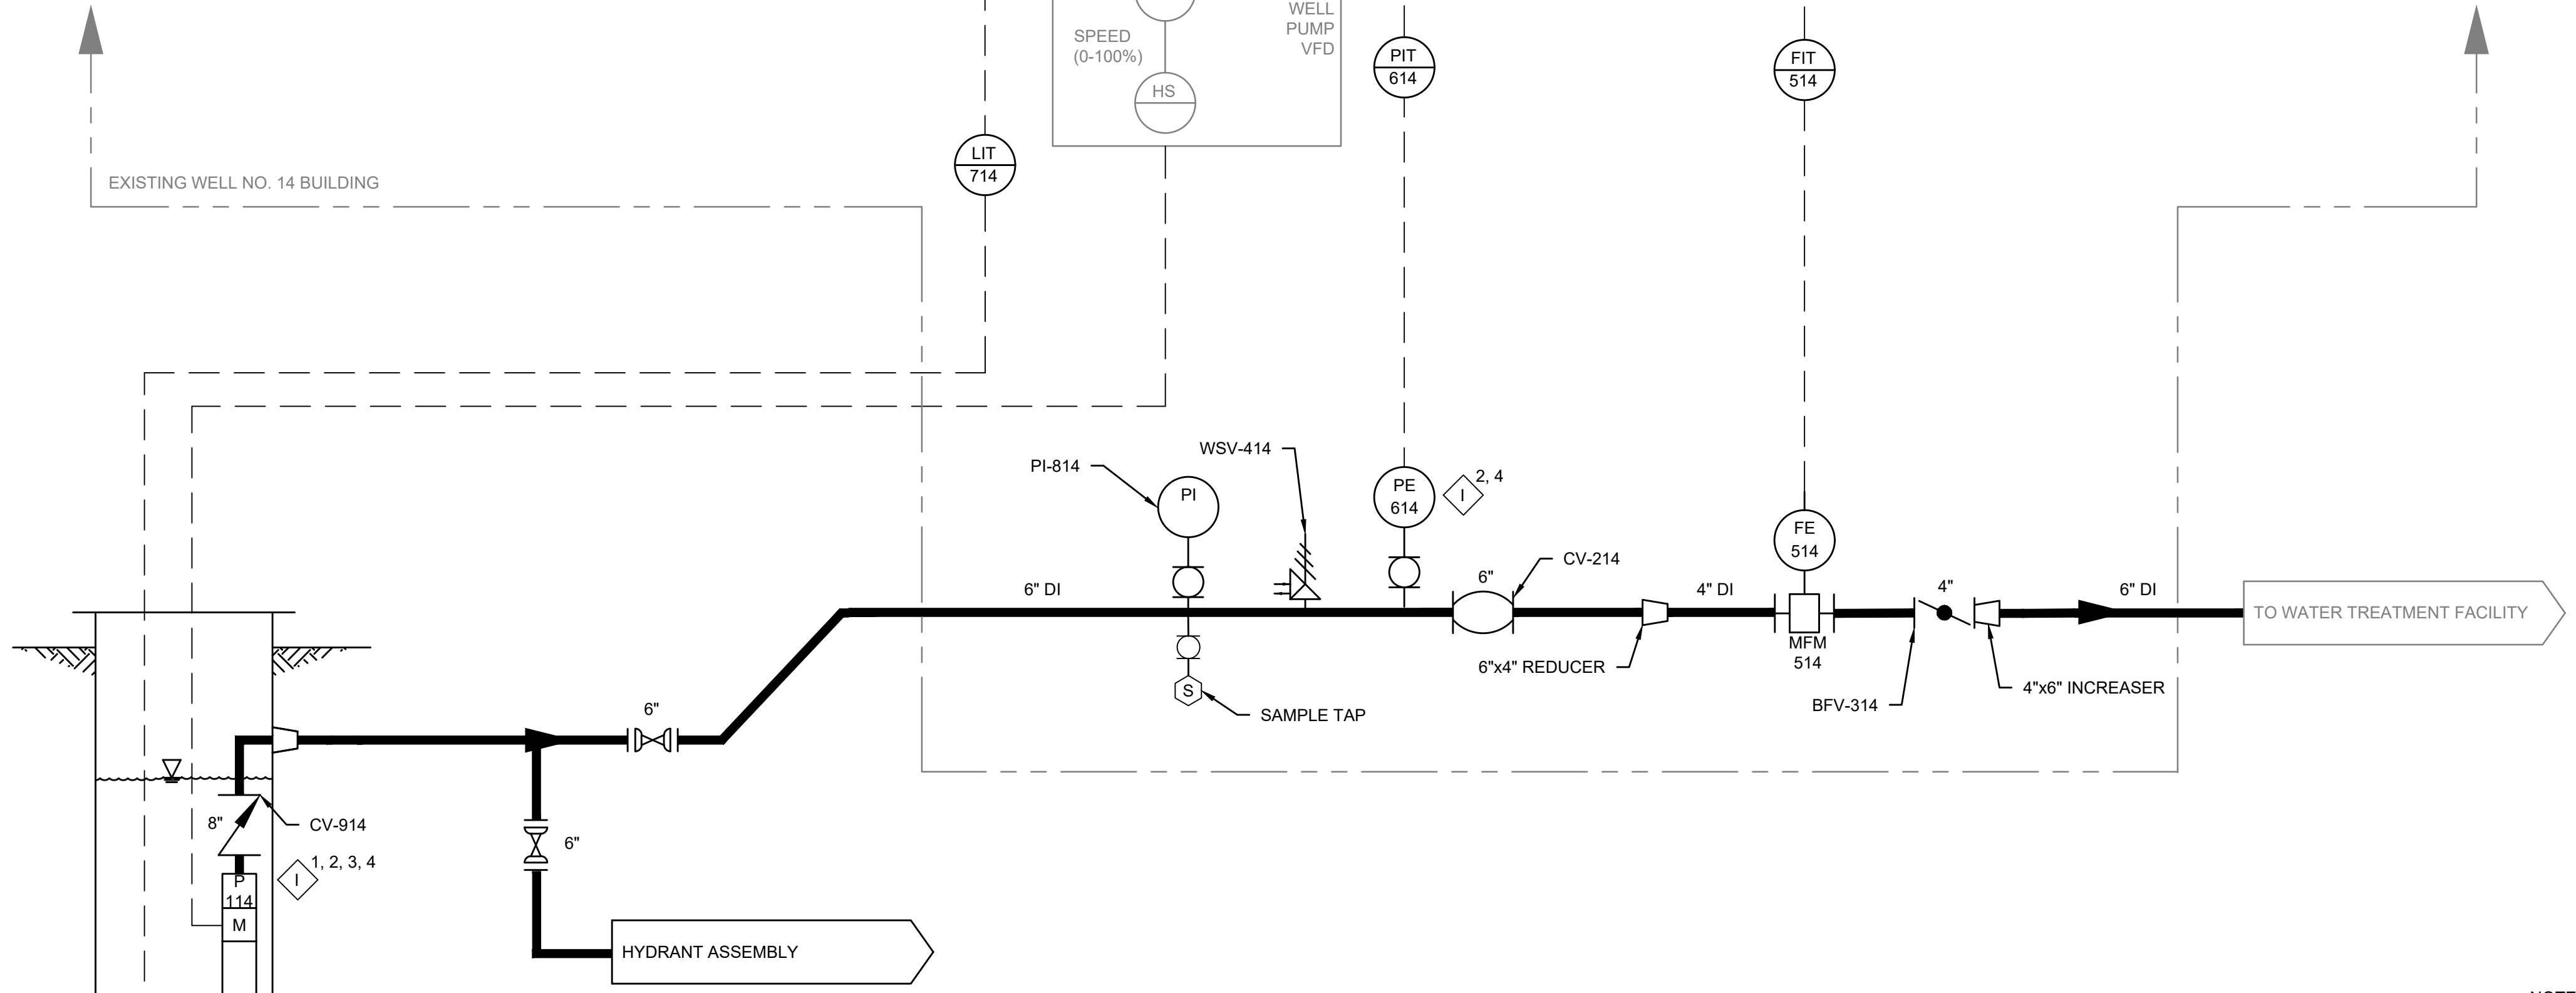 WELL
PUMP
VFD
SPEED
(0-100%)
HS
PIT
614
FIT
514
LIT
714
EXISTING WELL NO. 14 BUILDING
PI-814
PI
WSV-414
PE
614
I
2, 4
FE
514
6" DI
6"
CV-214
4" DI
4"
6" DI
TO WATER TREATMENT FACILITY
MFM
514
6"x4" REDUCER
BFV-314
4"x6" INCREASER
S
SAMPLE TAP
6"
8"
CV-914
6"
I
1, 2, 3, 4
P
114
M
HYDRANT ASSEMBLY